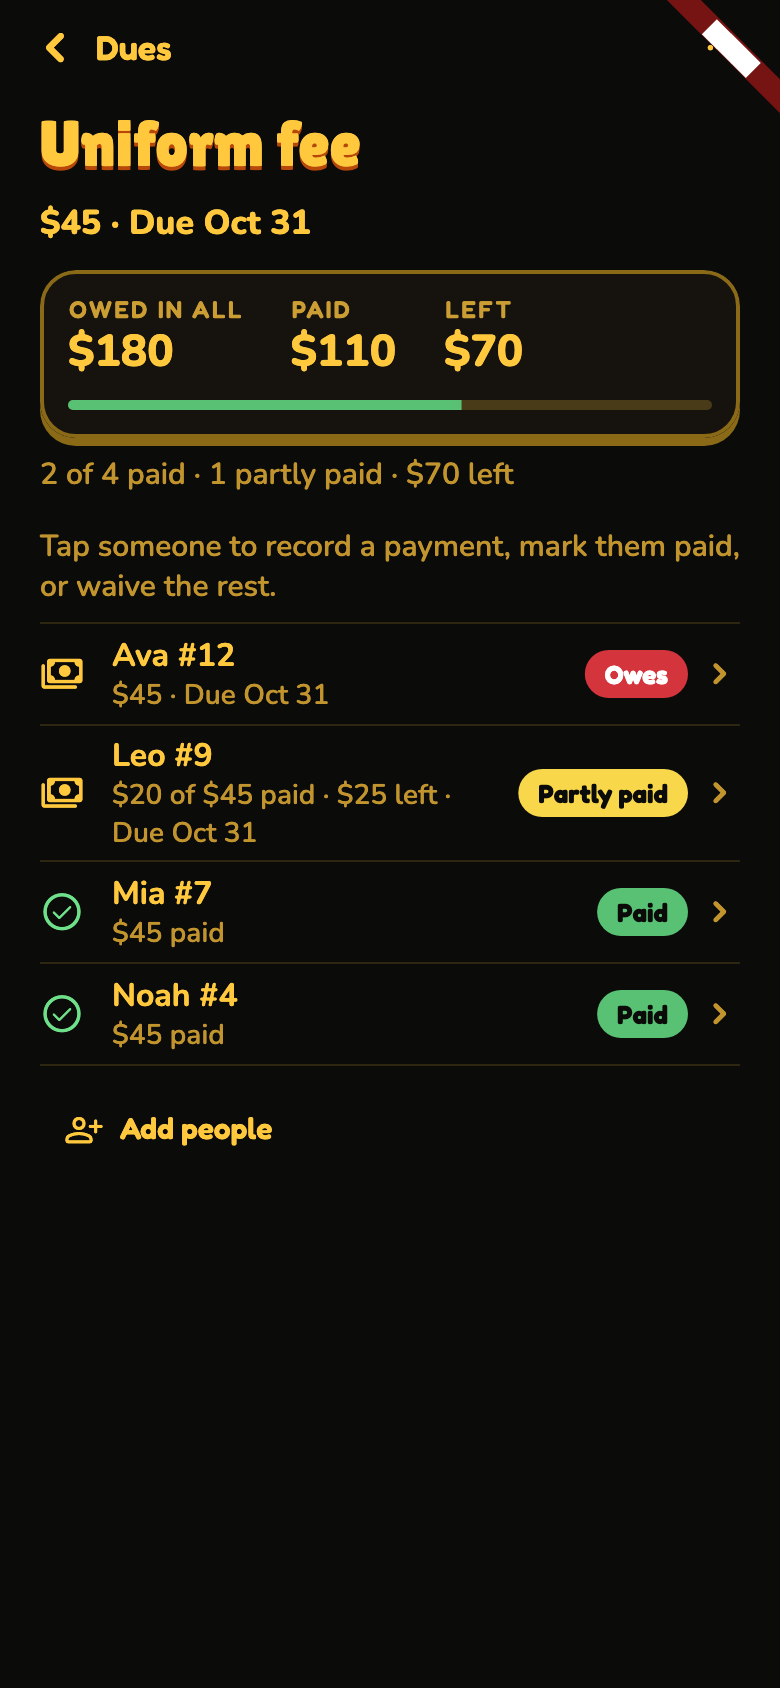 Dues
Uniform fee
$45 · Due Oct 31
OWED IN ALL PAID LEFT
$180 $110 $70
2 of 4 paid · 1 partly paid · $70 left
Tap someone to record a payment, mark them paid,
or waive the rest.
Ava #12
$45 · Due Oct 31
Owes
Leo #9
$20 of $45 paid · $25 left ·
Due Oct 31
Partly paid
Mia #7
$45 paid
Paid
Noah #4
$45 paid
Paid
Add people